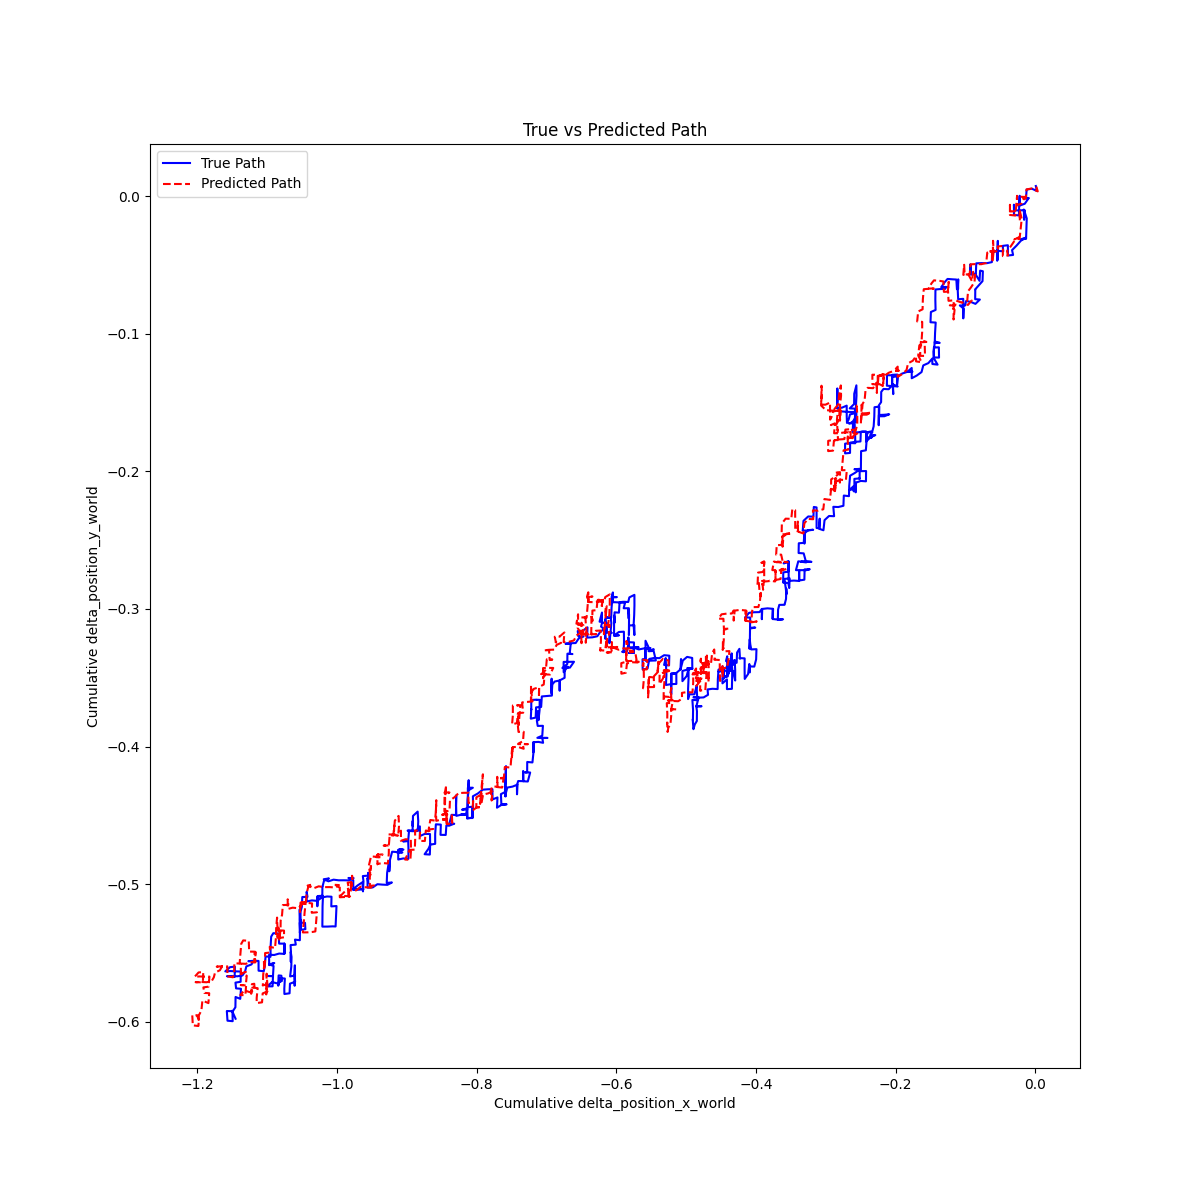 True vs Predicted Path
True Path
Predicted Path
0.0
−0.1
−0.2
−0.3
−0.4
−0.5
−0.6
Cumulative delta_position_y_world
−1.2 −1.0 −0.8 −0.6 −0.4 −0.2 0.0
Cumulative delta_position_x_world